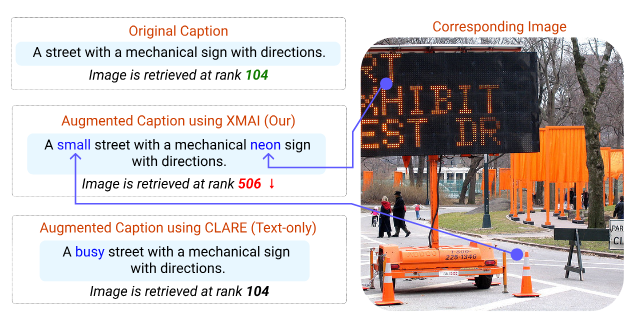 Original Caption
A street with a mechanical sign with directions.
Image is retrieved at rank 104
Augmented Caption using XMAI (Our)
A small street with a mechanical neon sign
with directions.
Image is retrieved at rank 506 ↓
Augmented Caption using CLARE (Text-only)
A busy street with a mechanical sign
with directions.
Image is retrieved at rank 104
Corresponding Image
RT
XHIBIT
EST DR
228-1346
PAR
CL